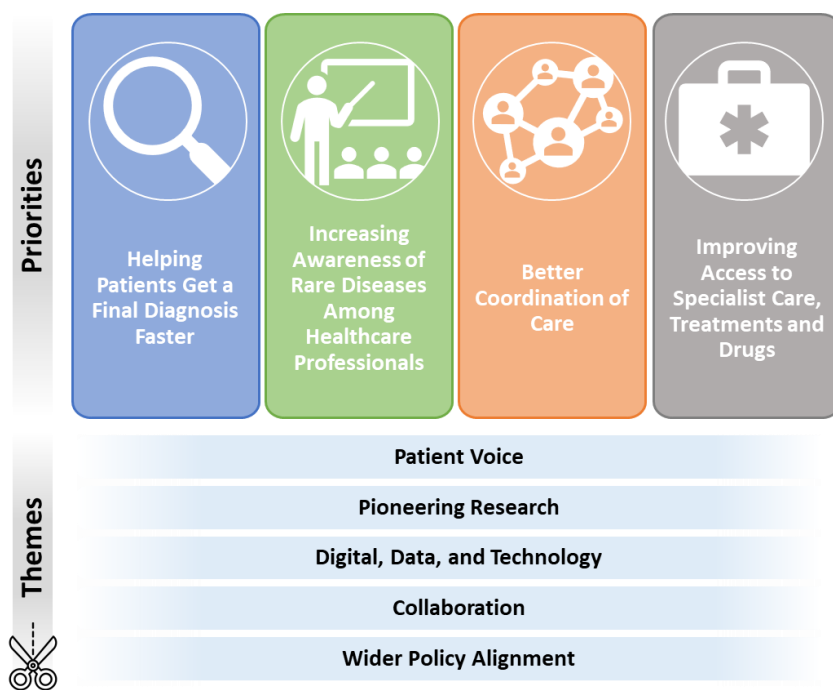 Priorities
Helping
Patients Get a
Final Diagnosis
Faster
Increasing
Awareness of
Rare Diseases
Among
Healthcare
Professionals
Better
Coordination of
Care
Improving
Access to
Specialist Care,
Treatments and
Drugs
Themes
Patient Voice
Pioneering Research
Digital, Data, and Technology
Collaboration
Wider Policy Alignment